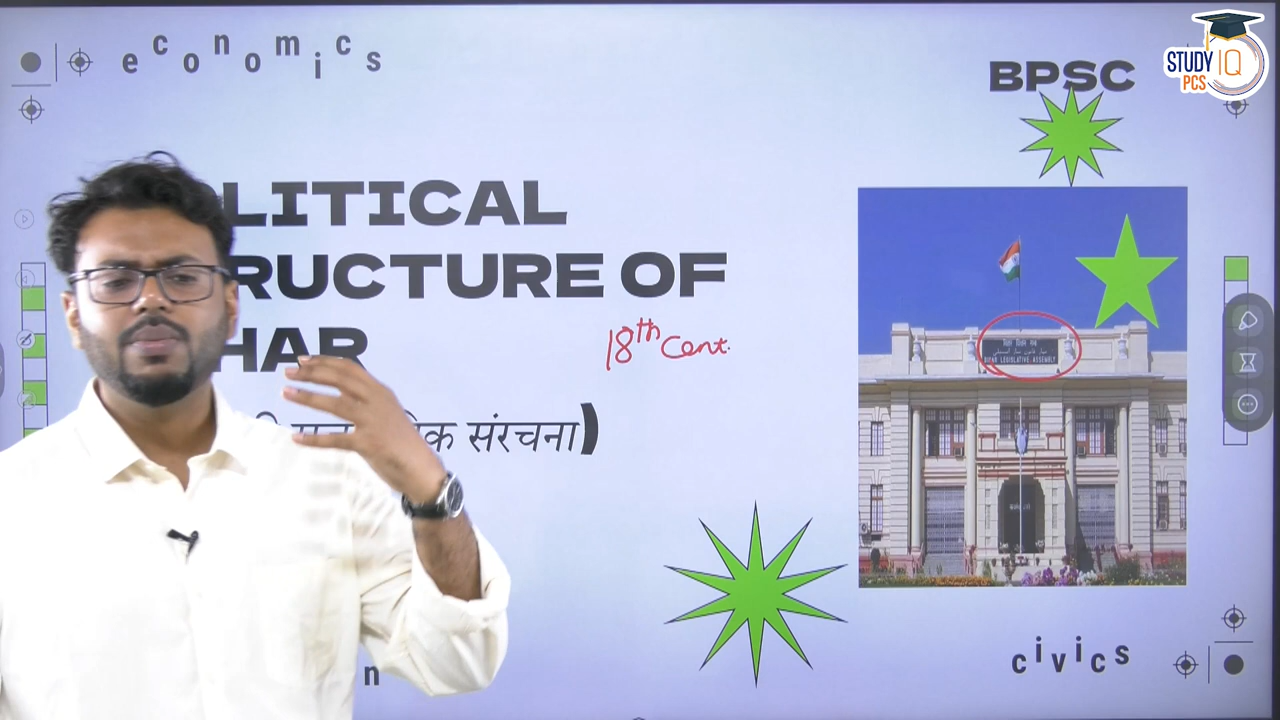 economics
BPSC
STUDY IQ
PCS
LITICAL
RUCTURE OF
HAR
18th Cent.
संरचना)
BIHAR LEGISLATIVE ASSEMBLY
civics
n